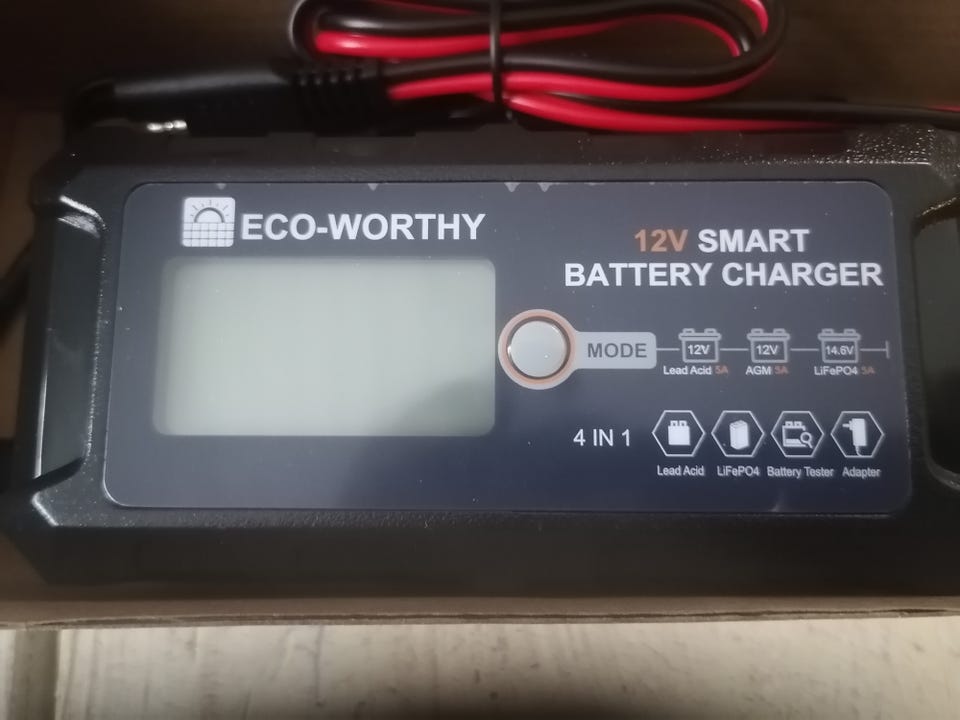 ECO-WORTHY
12V SMART
BATTERY CHARGER
MODE
12V
12V
14.6V
Lead Acid 5A
AGM 5A
LiFePO4 5A
4 IN 1
Lead Acid
LiFePO4
Battery Tester
Adapter